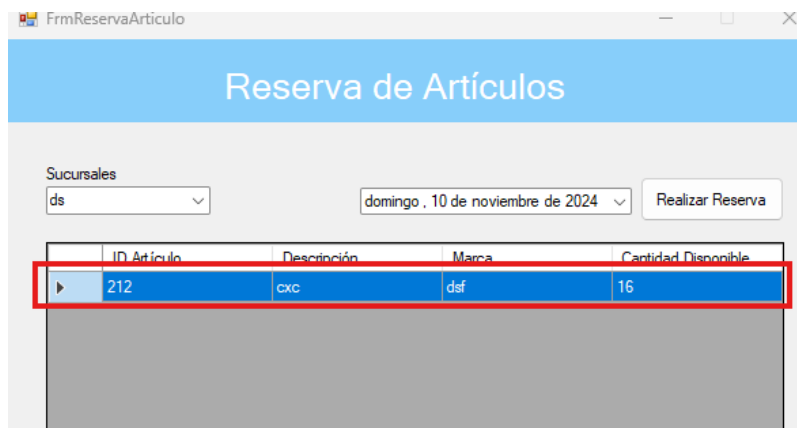 FrmReservaArticulo
Reserva de Artículos
Sucursales
ds
domingo , 10 de noviembre de 2024
Realizar Reserva
ID Artículo Descripción Marca Cantidad Disponible
212 cxc dsf 16